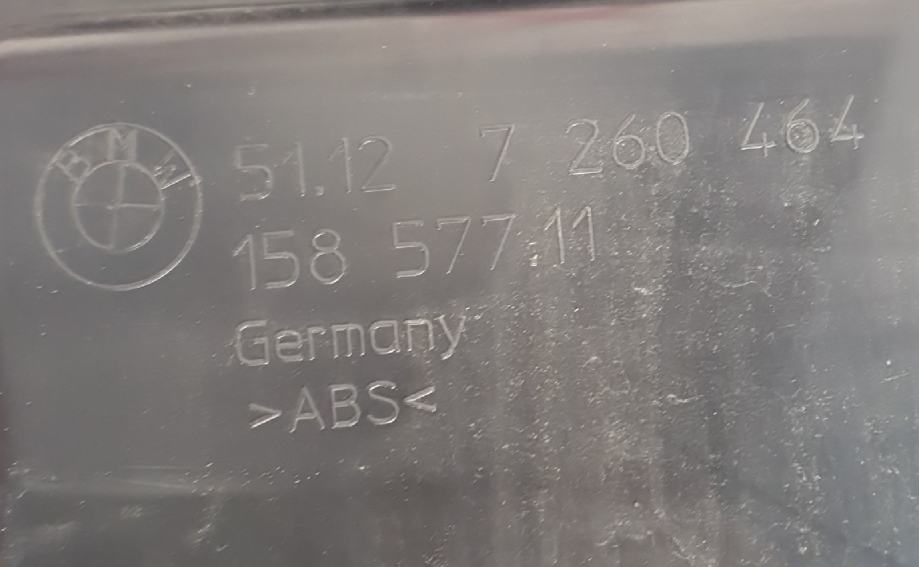 BMW
51.12 7 260 464
158 577.11
Germany
>ABS<